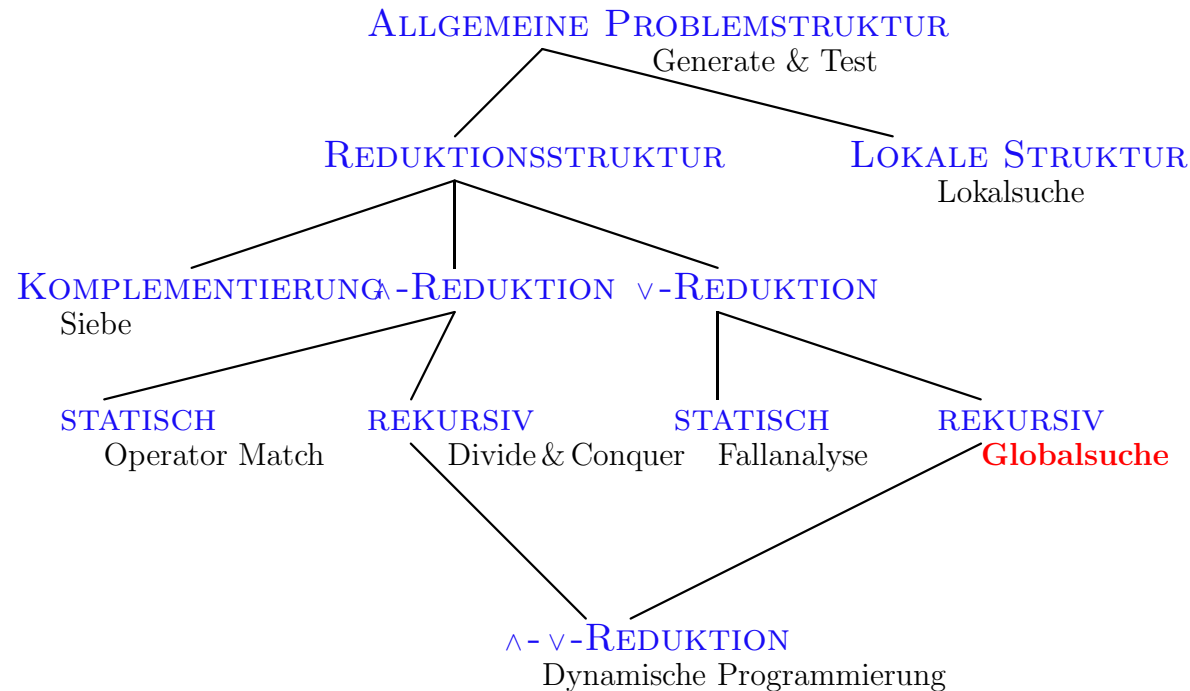 ALLGEMEINE PROBLEMSTRUKTUR
Generate & Test
REDUKTIONSSTRUKTUR
LOKALE STRUKTUR
Lokalsuche
KOMPLEMENTIERUNG
Siebe
∧-REDUKTION
∨-REDUKTION
STATISCH
Operator Match
REKURSIV
Divide & Conquer
STATISCH
Fallanalyse
REKURSIV
Globalsuche
∧-∨-REDUKTION
Dynamische Programmierung